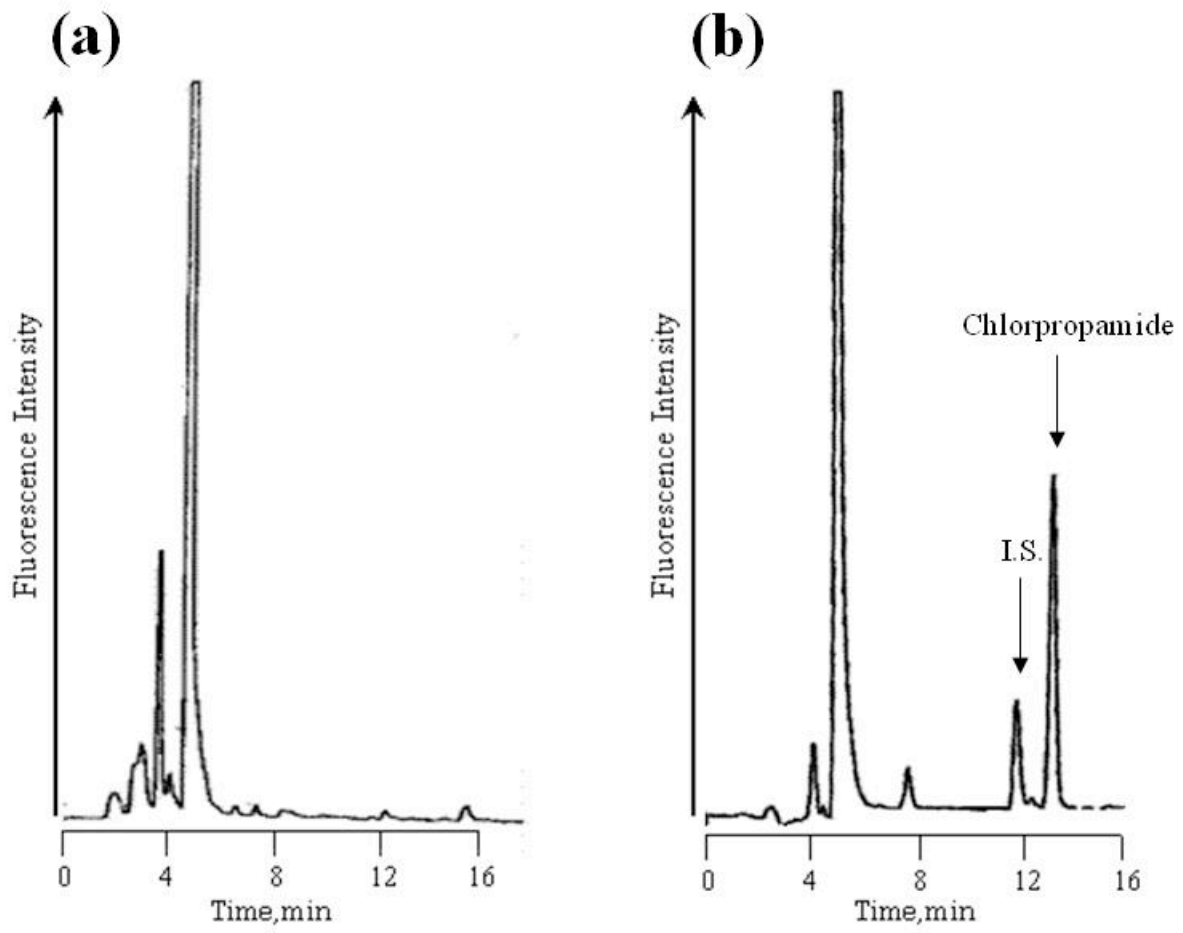 (a)
Fluorescence Intensity
0 4 8 12 16
Time,min
(b)
Fluorescence Intensity
Chlorpropamide
I.S.
0 4 8 12 16
Time,min